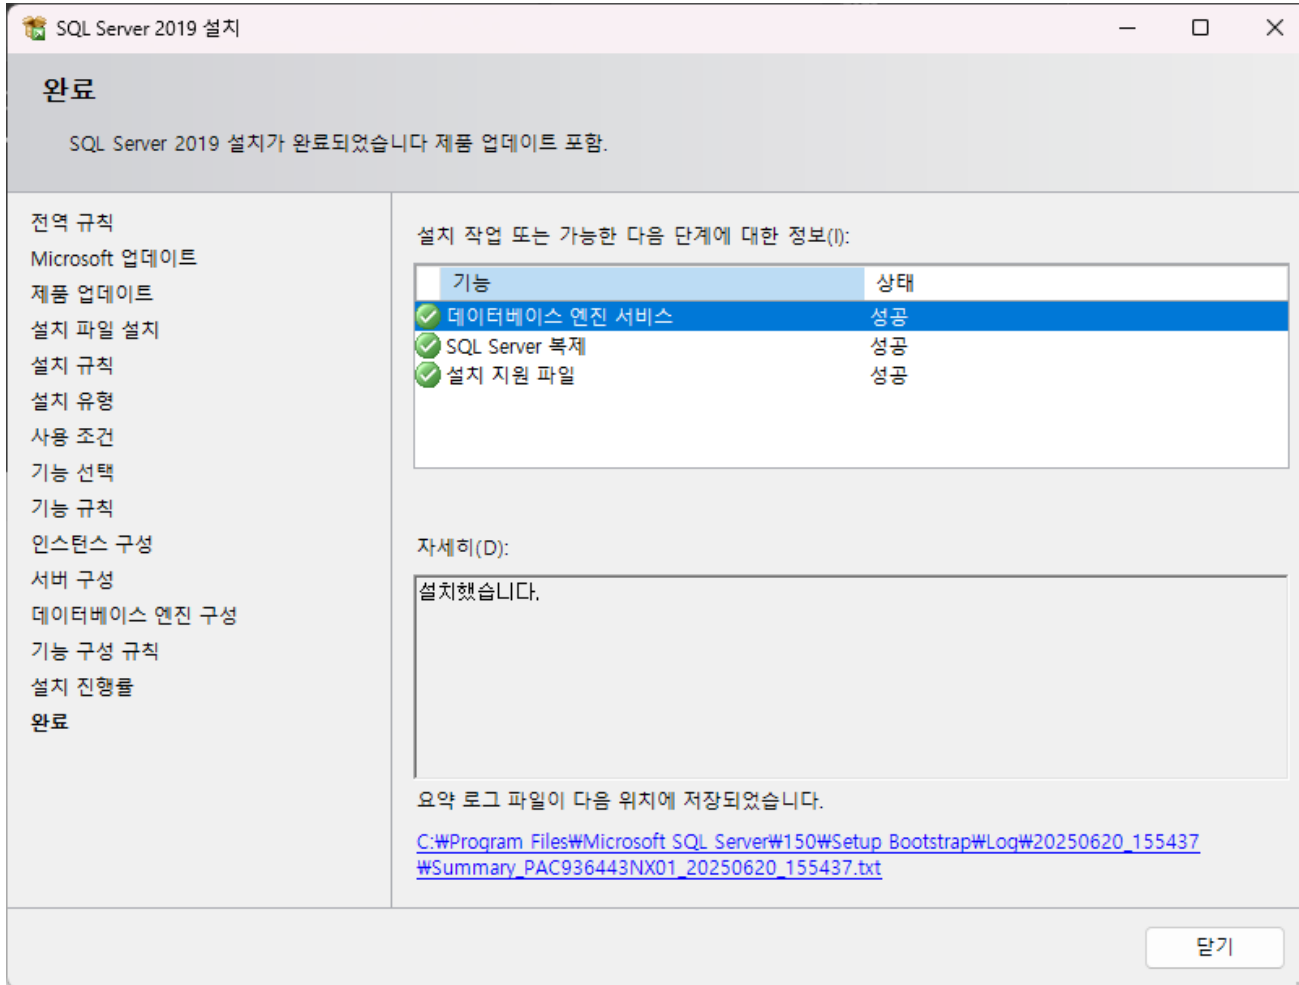 SQL Server 2019 설치
완료
SQL Server 2019 설치가 완료되었습니다 제품 업데이트 포함.
전역 규칙
Microsoft 업데이트
제품 업데이트
설치 파일 설치
설치 규칙
설치 유형
사용 조건
기능 선택
기능 규칙
인스턴스 구성
서버 구성
데이터베이스 엔진 구성
기능 구성 규칙
설치 진행률
완료
설치 작업 또는 가능한 다음 단계에 대한 정보(I):
기능 상태
데이터베이스 엔진 서비스 성공
SQL Server 복제 성공
설치 지원 파일 성공
자세히(D):
설치했습니다.
요약 로그 파일이 다음 위치에 저장되었습니다.
C:₩Program Files₩Microsoft SQL Server₩150₩Setup Bootstrap₩Log₩20250620_155437
₩Summary_PAC936443NX01_20250620_155437.txt
닫기